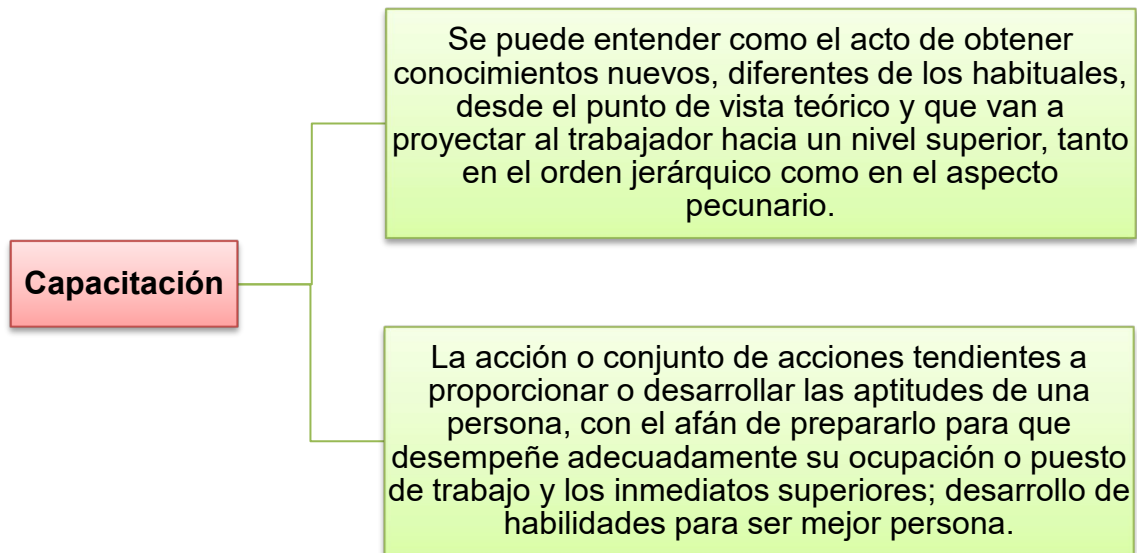 Capacitación
Se puede entender como el acto de obtener
conocimientos nuevos, diferentes de los habituales,
desde el punto de vista teórico y que van a
proyectar al trabajador hacia un nivel superior, tanto
en el orden jerárquico como en el aspecto
pecunario.
La acción o conjunto de acciones tendientes a
proporcionar o desarrollar las aptitudes de una
persona, con el afán de prepararlo para que
desempeñe adecuadamente su ocupación o puesto
de trabajo y los inmediatos superiores; desarrollo de
habilidades para ser mejor persona.